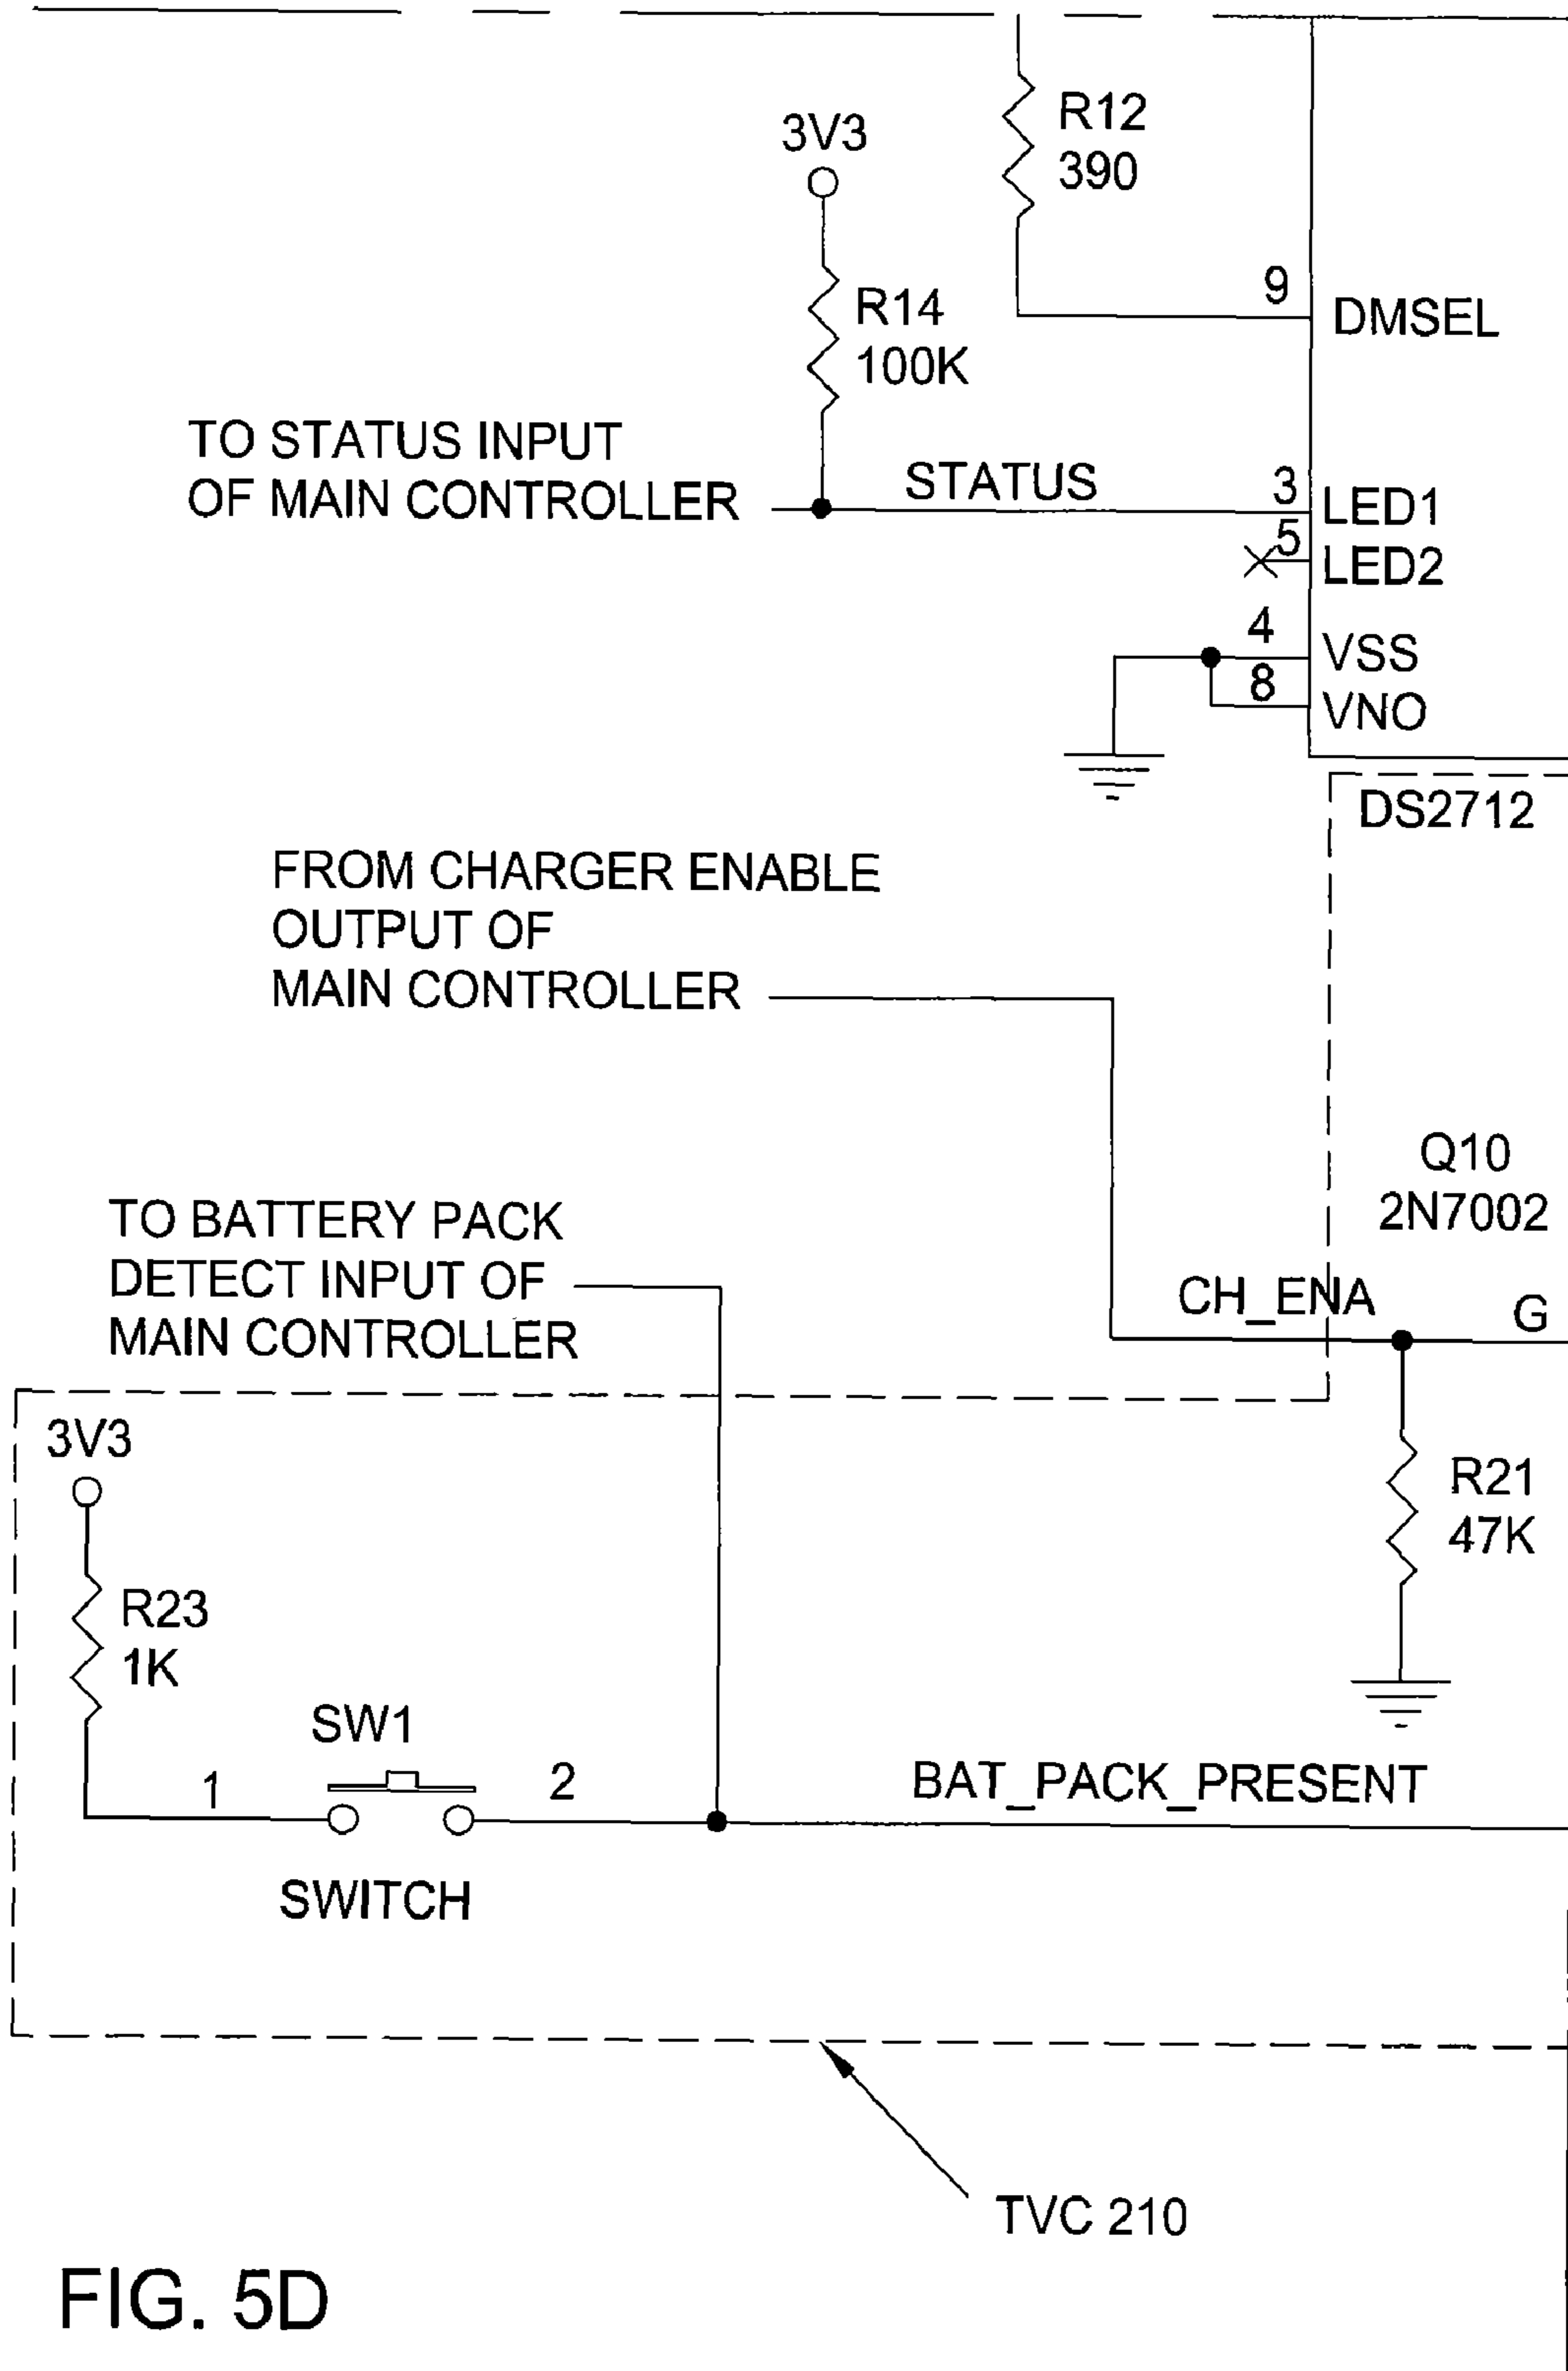 R12
390
3V3
9
DMSEL
R14
100K
TO STATUS INPUT
OF MAIN CONTROLLER
STATUS
3
LED1
5
LED2
4
VSS
8
VNO
DS2712
FROM CHARGER ENABLE
OUTPUT OF
MAIN CONTROLLER
Q10
2N7002
TO BATTERY PACK
DETECT INPUT OF
MAIN CONTROLLER
CH_ENA
G
3V3
R21
47K
R23
1K
SW1
1
2
BAT_PACK_PRESENT
SWITCH
TVC 210
FIG. 5D